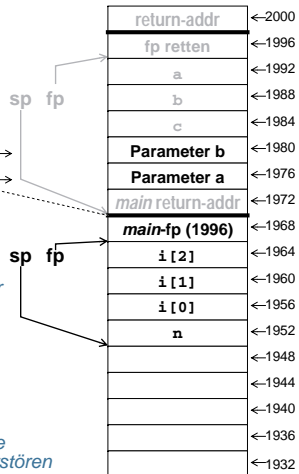 return-addr
2000
fp retten
1996
a
1992
sp fp
b
1988
c
1984
Parameter b
1980
Parameter a
1976
main return-addr
1972
main-fp (1996)
1968
sp fp
i[2]
1964
i[1]
1960
i[0]
1956
n
1952
1948
1944
1940
1936
stören
1932